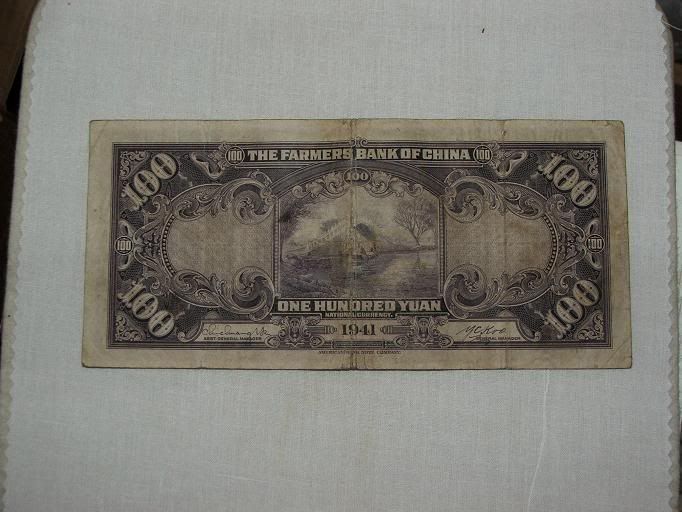 100 THE FARMERS BANK OF CHINA 100
100 100
100
100 100
100 100
ONE HUNDRED YUAN
NATIONAL CURRENCY.
1941
ASST. GENERAL MANAGER
GENERAL MANAGER
AMERICAN BANK NOTE COMPANY.